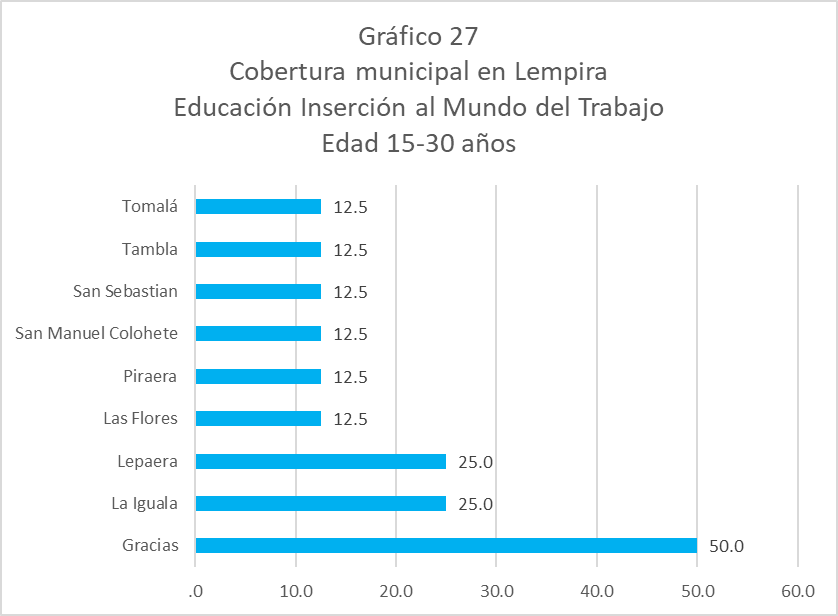 Gráfico 27
Cobertura municipal en Lempira
Educación Inserción al Mundo del Trabajo
Edad 15-30 años
Tomalá 12.5
Tambla 12.5
San Sebastian 12.5
San Manuel Colohete 12.5
Piraera 12.5
Las Flores 12.5
Lepaera 25.0
La Iguala 25.0
Gracias 50.0
.0 10.0 20.0 30.0 40.0 50.0 60.0